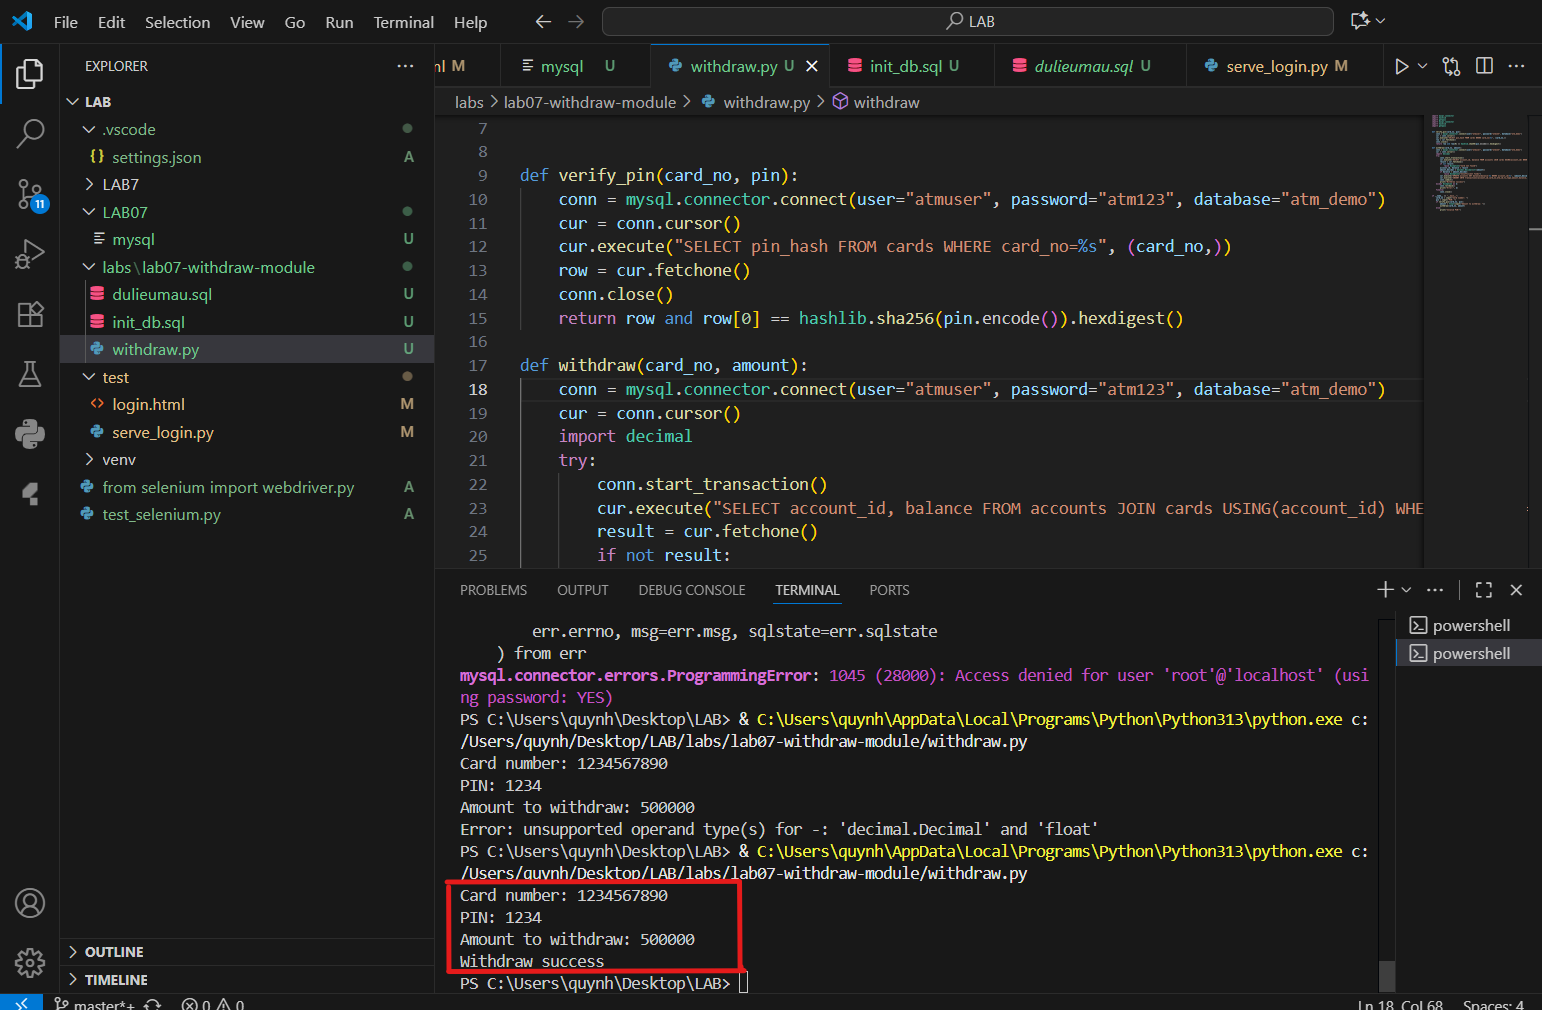 File Edit Selection View Go Run Terminal Help
LAB
EXPLORER
LAB
.vscode
settings.json A
LAB7
LAB07
mysql U
labs\lab07-withdraw-module
dulieumau.sql U
init_db.sql U
withdraw.py U
test
login.html M
serve_login.py M
venv
from selenium import webdriver.py A
test_selenium.py A
OUTLINE
TIMELINE
11
nl M
mysql U
withdraw.py U
init_db.sql U
dulieumau.sql U
serve_login.py M
labs > lab07-withdraw-module > withdraw.py > withdraw
7
8
9 def verify_pin(card_no, pin):
10 conn = mysql.connector.connect(user="atmuser", password="atm123", database="atm_demo")
11 cur = conn.cursor()
12 cur.execute("SELECT pin_hash FROM cards WHERE card_no=%s", (card_no,))
13 row = cur.fetchone()
14 conn.close()
15 return row and row[0] == hashlib.sha256(pin.encode()).hexdigest()
16
17 def withdraw(card_no, amount):
18 conn = mysql.connector.connect(user="atmuser", password="atm123", database="atm_demo")
19 cur = conn.cursor()
20 import decimal
21 try:
22 conn.start_transaction()
23 cur.execute("SELECT account_id, balance FROM accounts JOIN cards USING(account_id) WHE
24 result = cur.fetchone()
25 if not result:
PROBLEMS OUTPUT DEBUG CONSOLE TERMINAL PORTS
powershell
powershell
err.errno, msg=err.msg, sqlstate=err.sqlstate
) from err
mysql.connector.errors.ProgrammingError: 1045 (28000): Access denied for user 'root'@'localhost' (usi
ng password: YES)
PS C:\Users\quynh\Desktop\LAB> & C:\Users\quynh\AppData\Local\Programs\Python\Python313\python.exe c:
/Users/quynh/Desktop/LAB/labs/lab07-withdraw-module/withdraw.py
Card number: 1234567890
PIN: 1234
Amount to withdraw: 500000
Error: unsupported operand type(s) for -: 'decimal.Decimal' and 'float'
PS C:\Users\quynh\Desktop\LAB> & C:\Users\quynh\AppData\Local\Programs\Python\Python313\python.exe c:
/Users/quynh/Desktop/LAB/labs/lab07-withdraw-module/withdraw.py
Card number: 1234567890
PIN: 1234
Amount to withdraw: 500000
Withdraw success
PS C:\Users\quynh\Desktop\LAB>
master*+ 0 0
Ln 18, Col 68 Spaces: 4